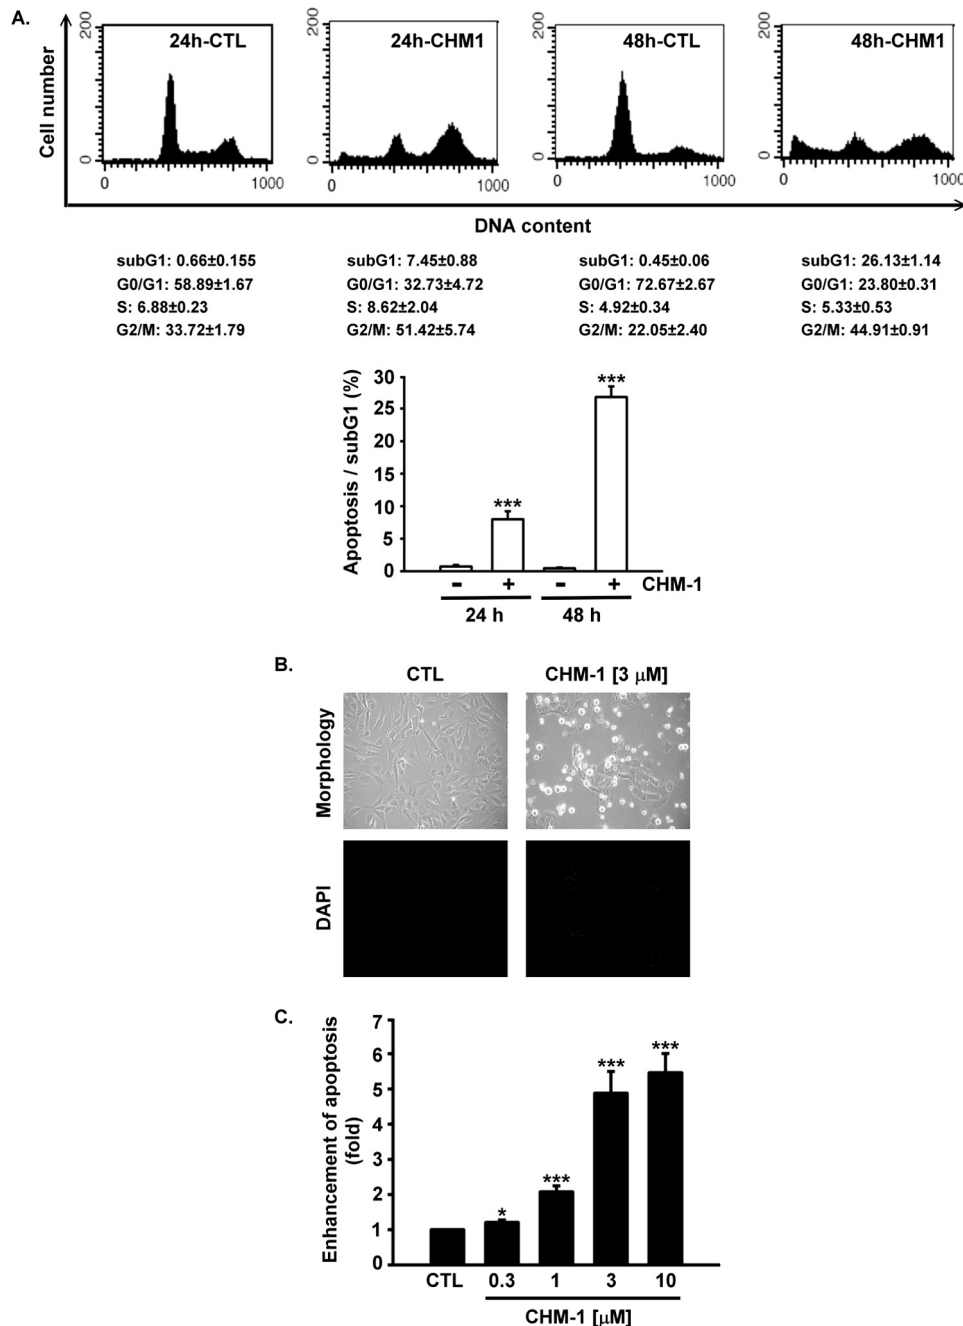 A.
Cell number
200
0
24h-CTL
0 1000
200
0
24h-CHM1
0 1000
200
0
48h-CTL
0 1000
200
0
48h-CHM1
0 1000
DNA content
subG1: 0.66±0.155
G0/G1: 58.89±1.67
S: 6.88±0.23
G2/M: 33.72±1.79
subG1: 7.45±0.88
G0/G1: 32.73±4.72
S: 8.62±2.04
G2/M: 51.42±5.74
subG1: 0.45±0.06
G0/G1: 72.67±2.67
S: 4.92±0.34
G2/M: 22.05±2.40
subG1: 26.13±1.14
G0/G1: 23.80±0.31
S: 5.33±0.53
G2/M: 44.91±0.91
Apoptosis / subG1 (%)
30
25
20
15
10
5
0
***
***
- + - + CHM-1
24 h 48 h
B.
CTL CHM-1 [3 μM]
Morphology
DAPI
C.
Enhancement of apoptosis
(fold)
7
6
5
4
3
2
1
0
*
***
***
***
CTL 0.3 1 3 10
CHM-1 [μM]